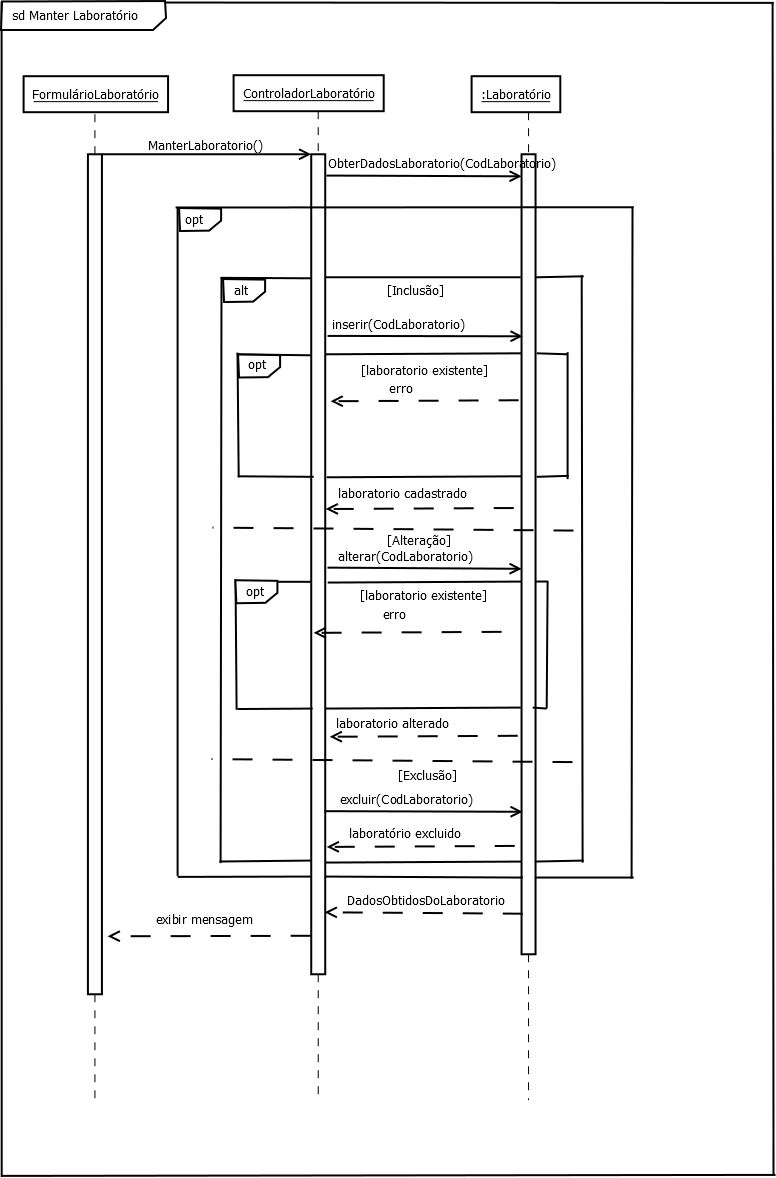 sd Manter Laboratório
FormulárioLaboratório
ControladorLaboratório
:Laboratório
ManterLaboratorio()
ObterDadosLaboratorio(CodLaboratorio)
opt
alt
[Inclusão]
inserir(CodLaboratorio)
opt
[laboratorio existente]
erro
laboratorio cadastrado
[Alteração]
alterar(CodLaboratorio)
opt
[laboratorio existente]
erro
laboratorio alterado
[Exclusão]
excluir(CodLaboratorio)
laboratório excluido
DadosObtidosDoLaboratorio
exibir mensagem